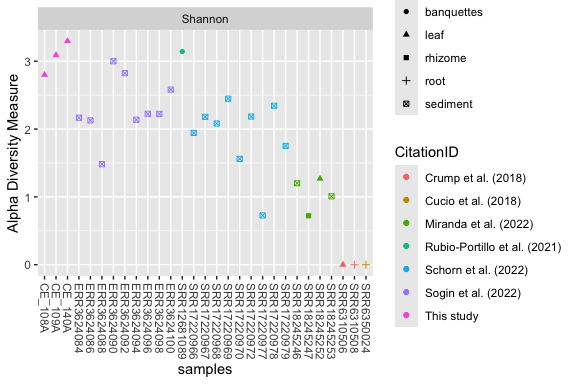 Shannon
Alpha Diversity Measure
3
2
1
0
CE_108A
CE_109A
CE_140A
ERR3624084
ERR3624086
ERR3624088
ERR3624090
ERR3624092
ERR3624094
ERR3624096
ERR3624098
ERR3624100
SRR12681089
SRR17220966
SRR17220967
SRR17220968
SRR17220969
SRR17220970
SRR17220972
SRR17220977
SRR17220978
SRR17220979
SRR18245246
SRR18245247
SRR18245252
SRR18245253
SRR6310506
SRR6310508
SRR6350024
samples
banquettes
leaf
rhizome
root
sediment
CitationID
Crump et al. (2018)
Cucio et al. (2018)
Miranda et al. (2022)
Rubio-Portillo et al. (2021)
Schorn et al. (2022)
Sogin et al. (2022)
This study